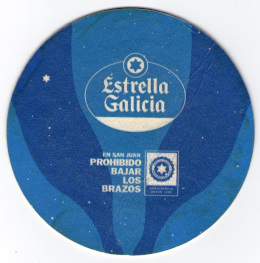 Estrella
Galicia
EN SAN JUAN
PROHIBIDO
BAJAR
LOS
BRAZOS